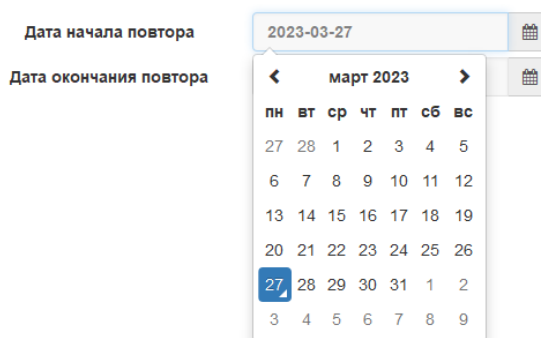 Дата начала повтора 2023-03-27
Дата окончания повтора
март 2023
пн вт ср чт пт сб вс
27 28 1 2 3 4 5
6 7 8 9 10 11 12
13 14 15 16 17 18 19
20 21 22 23 24 25 26
27 28 29 30 31 1 2
3 4 5 6 7 8 9